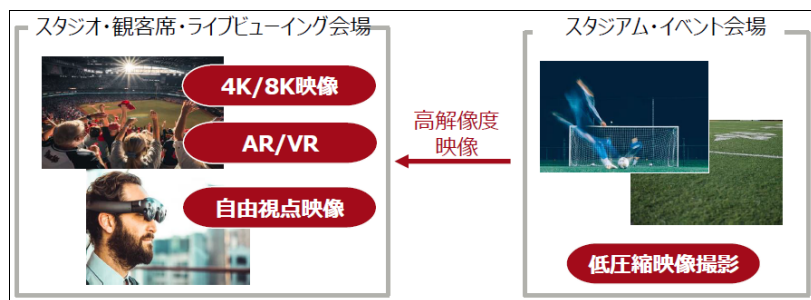 スタジオ・観客席・ライブビューイング会場
4K/8K映像
AR/VR
自由視点映像
高解像度
映像
スタジアム・イベント会場
低圧縮映像撮影